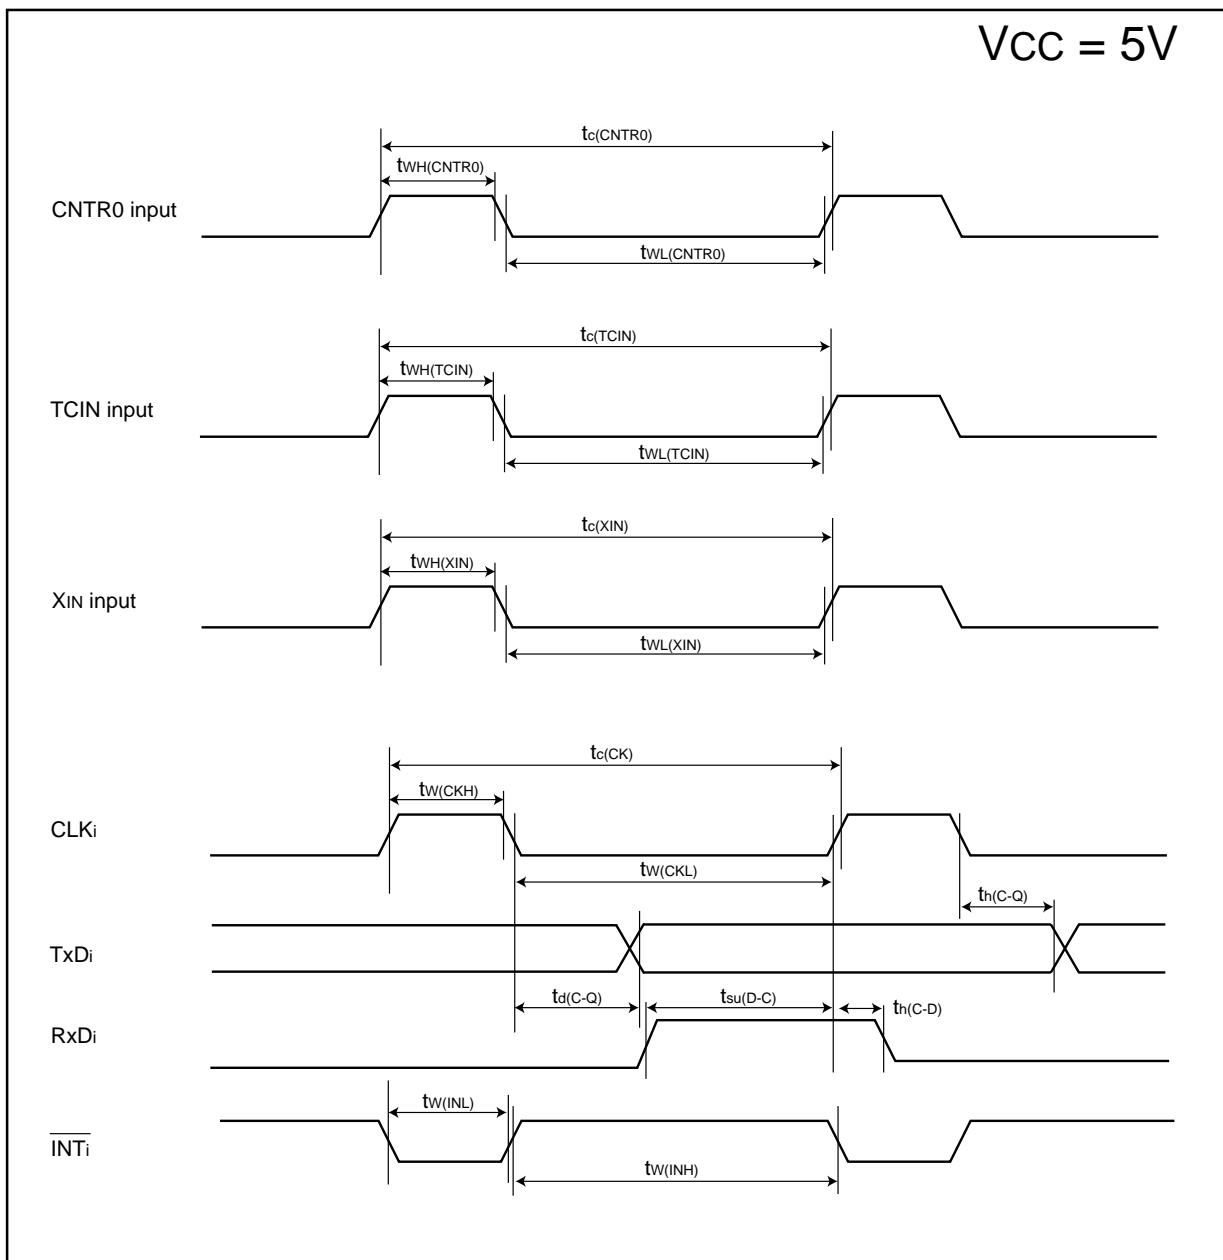 VCC = 5V
tc(CNTR0)
tWH(CNTR0)
CNTR0 input
tWL(CNTR0)
tc(TCIN)
tWH(TCIN)
TCIN input
tWL(TCIN)
tc(XIN)
tWH(XIN)
XIN input
tWL(XIN)
tc(CK)
tW(CKH)
CLKi
tW(CKL)
th(C-Q)
TxDi
td(C-Q)
tsu(D-C)
th(C-D)
RxDi
tW(INL)
INTi
tW(INH)